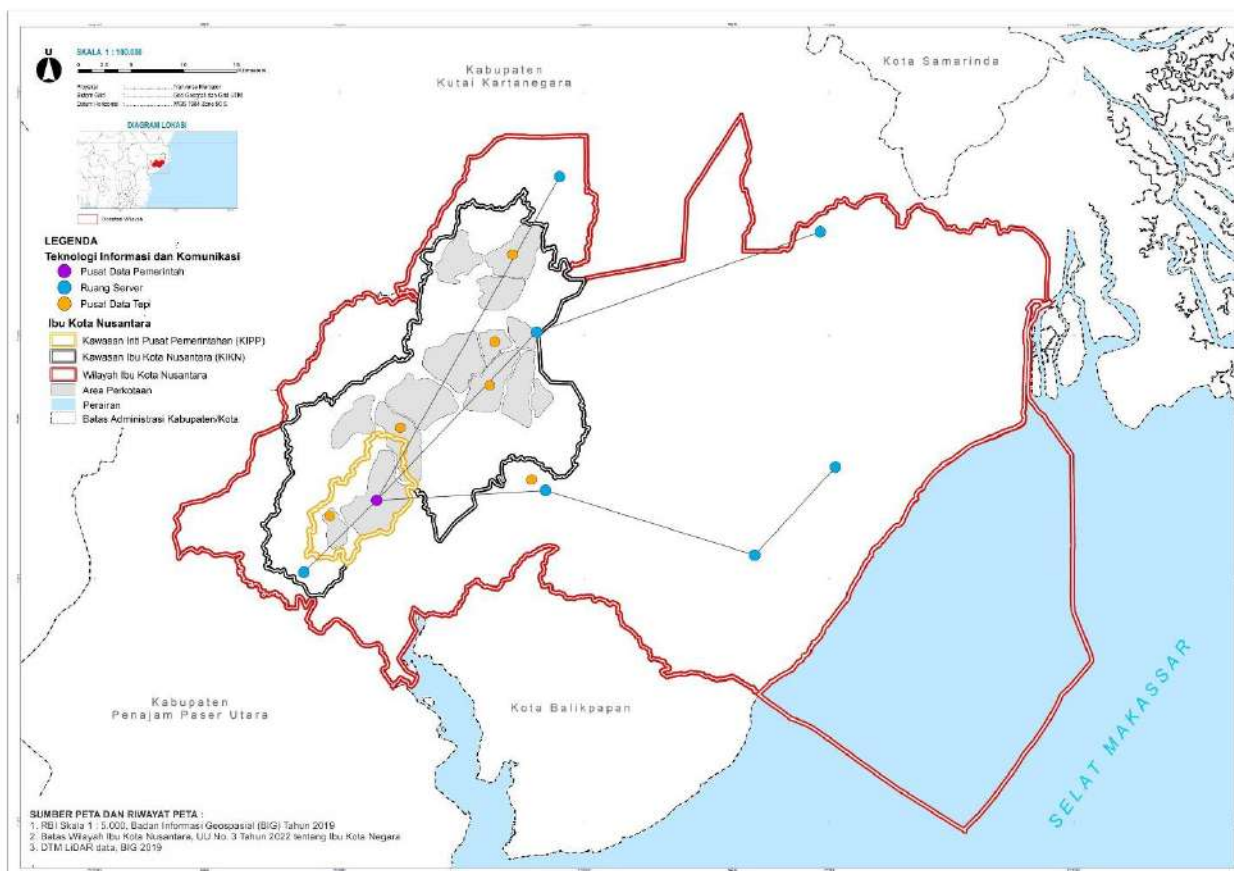 U
SKALA 1 : 180.000
DIAGRAM LOKASI
LEGENDA
Teknologi Informasi dan Komunikasi
Pusat Data Pemerintah
Ruang Server
Pusat Data Tepi
Ibu Kota Nusantara
Kawasan Inti Pusat Pemerintahan (KIPP)
Kawasan Ibu Kota Nusantara (KIKN)
Wilayah Ibu Kota Nusantara
Area Perkotaan
Perairan
Batas Administrasi Kabupaten/Kota
Kabupaten
Kutai Kartanegara
Kota Samarinda
Kabupaten
Penajam Paser Utara
Kota Balikpapan
SELAT MAKASSAR
SUMBER PETA DAN RIWAYAT PETA :
1. RBI Skala 1 : 5.000, Badan Informasi Geospasial (BIG) Tahun 2019
2. Batas Wilayah Ibu Kota Nusantara, UU No. 3 Tahun 2022 tentang Ibu Kota Negara
3. DTM LiDAR data, BIG 2019